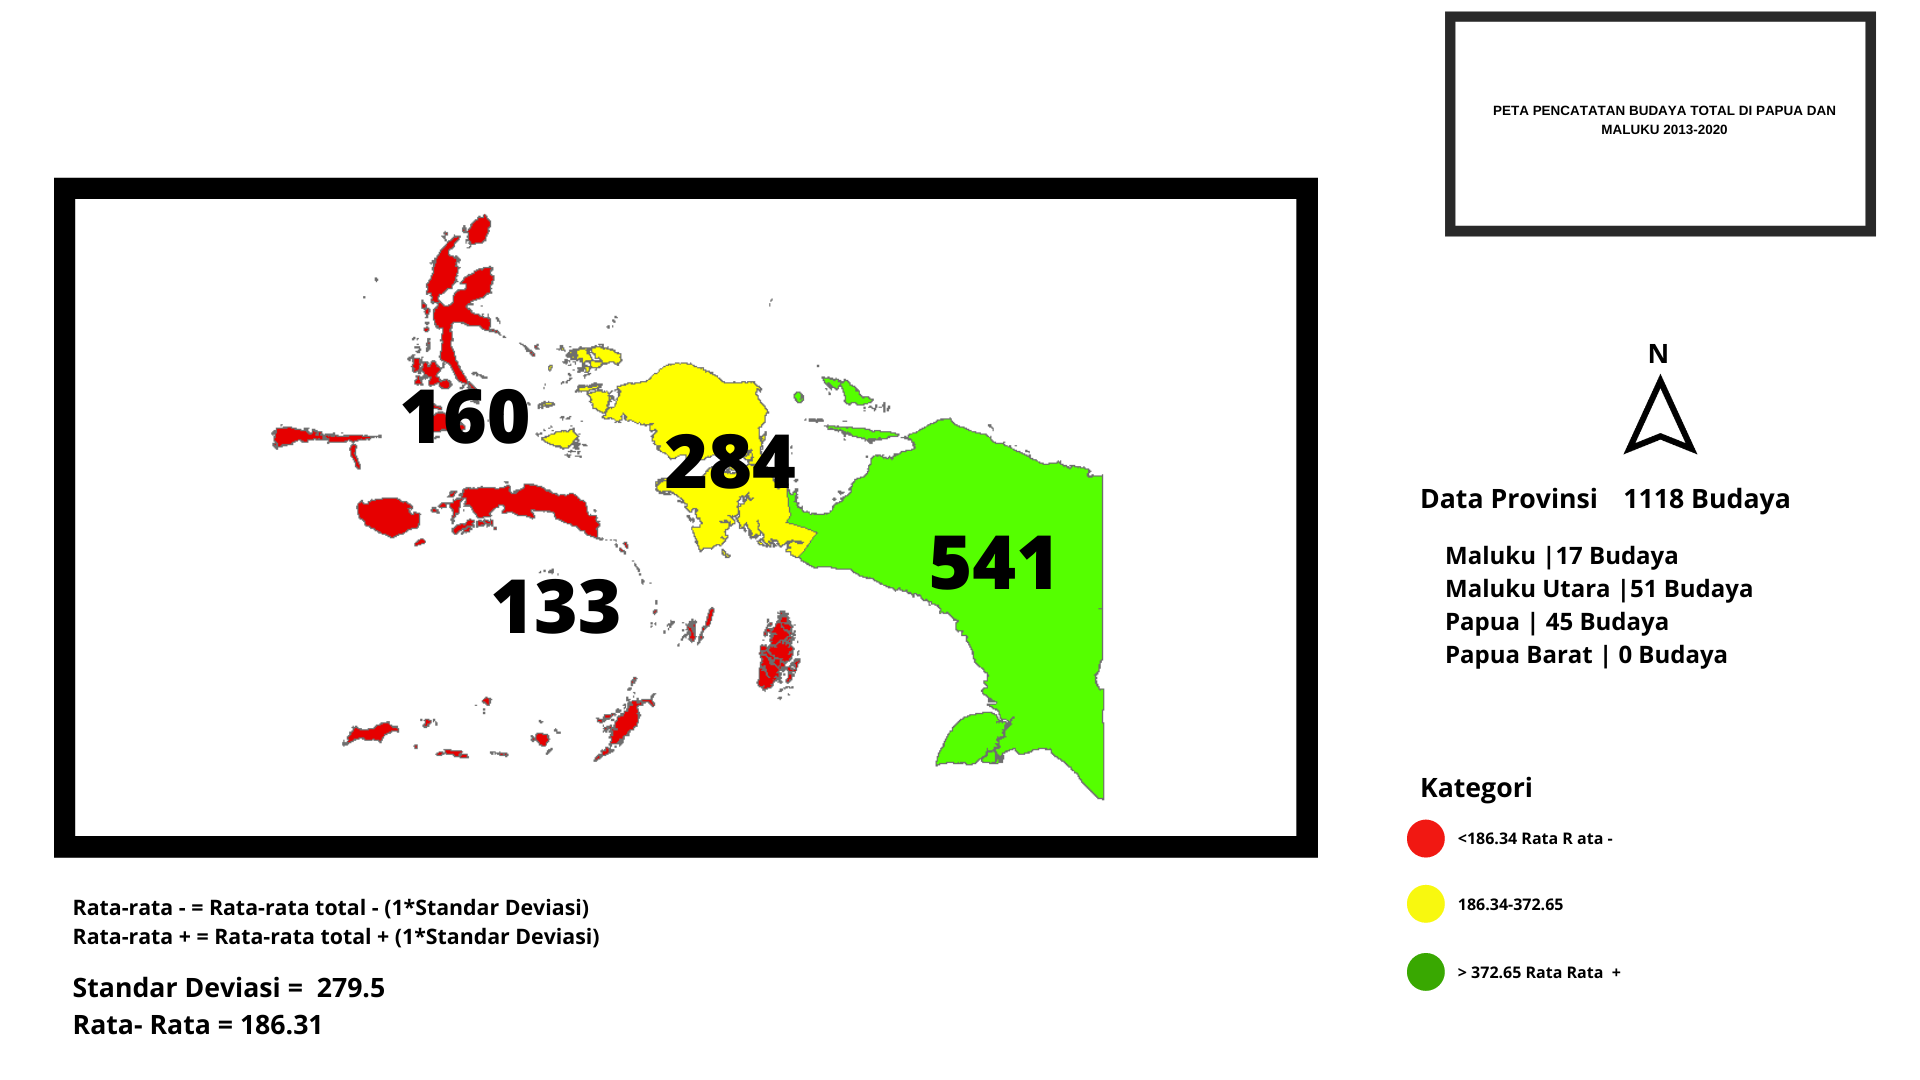 PETA PENCATATAN BUDAYA TOTAL DI PAPUA DAN
MALUKU 2013-2020
160
284
541
133
N
Data Provinsi 1118 Budaya
Maluku |17 Budaya
Maluku Utara |51 Budaya
Papua | 45 Budaya
Papua Barat | 0 Budaya
Kategori
<186.34 Rata R ata -
186.34-372.65
> 372.65 Rata Rata +
Rata-rata - = Rata-rata total - (1*Standar Deviasi)
Rata-rata + = Rata-rata total + (1*Standar Deviasi)
Standar Deviasi = 279.5
Rata- Rata = 186.31